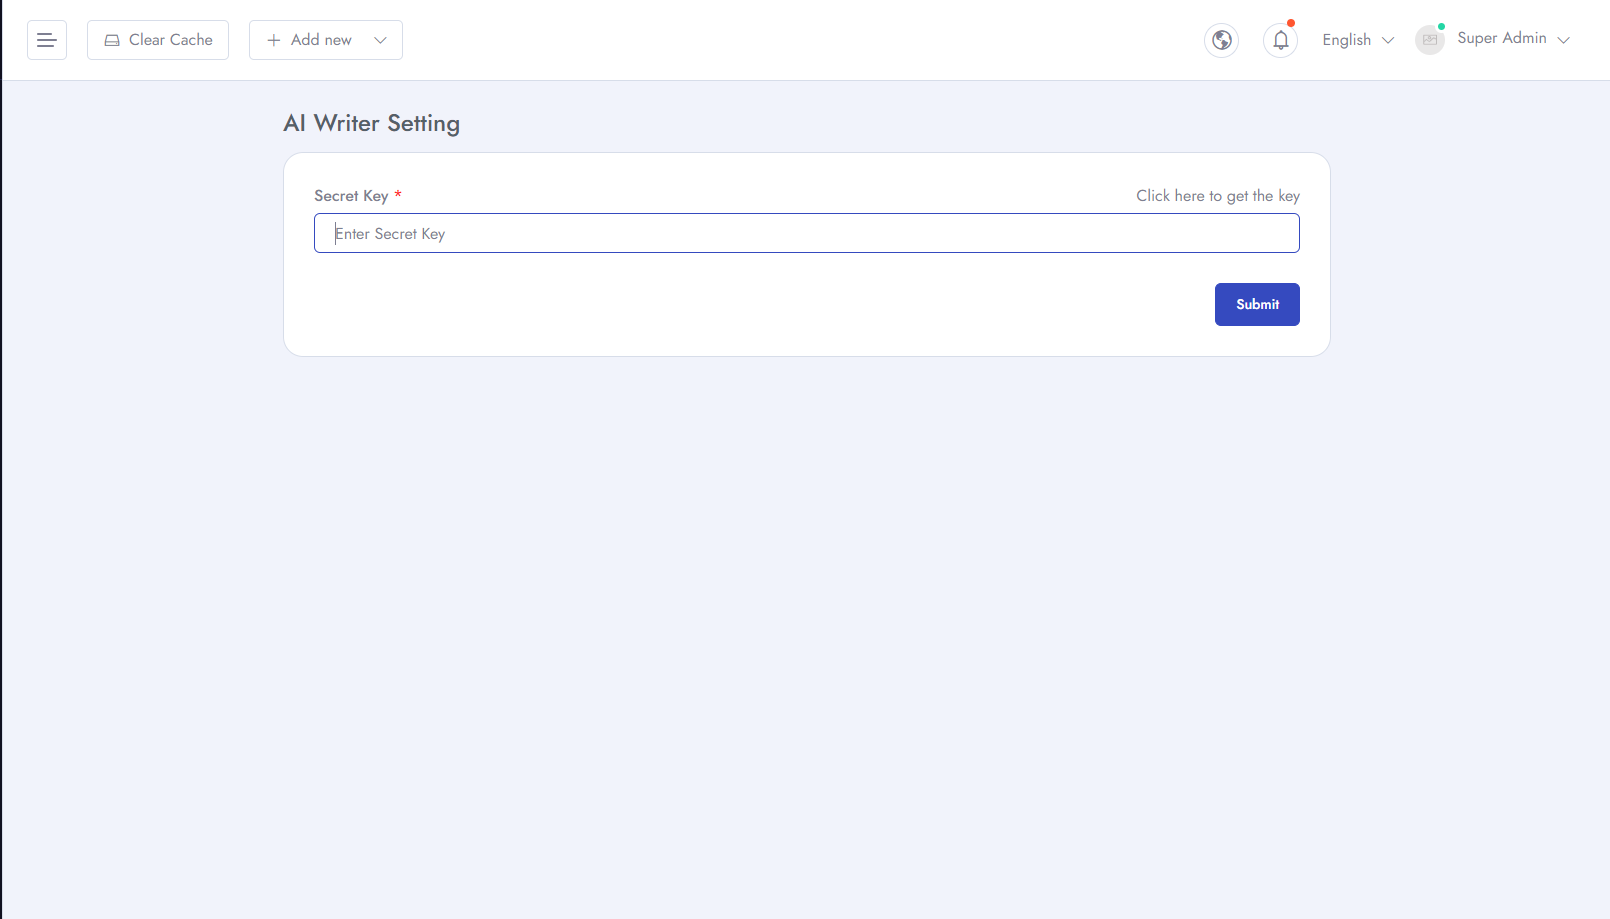 Clear Cache
Add new
English
Super Admin
AI Writer Setting
Secret Key *
Click here to get the key
Enter Secret Key
Submit